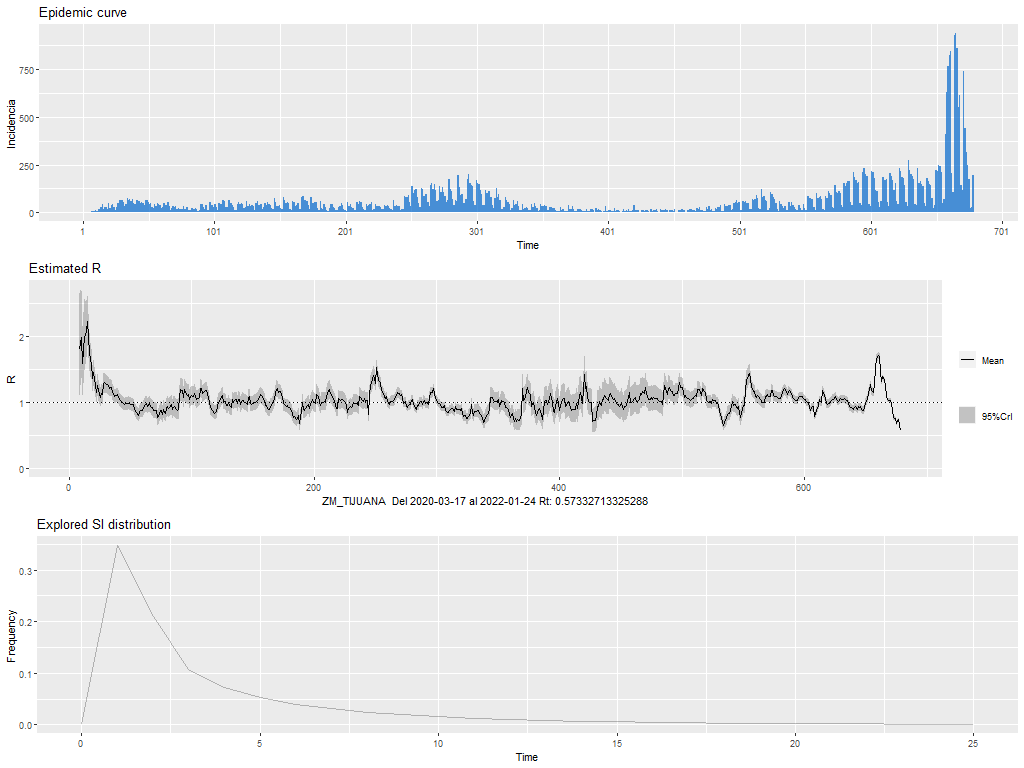 Epidemic curve
Incidencia
750
500
250
0
1 101 201 301 401 501 601 701
Time
Estimated R
R
2
1
0
0 200 400 600
ZM_TIJUANA Del 2020-03-17 al 2022-01-24 Rt: 0.57332713325288
Mean
95%CrI
Explored SI distribution
Frequency
0.3
0.2
0.1
0.0
0 5 10 15 20 25
Time